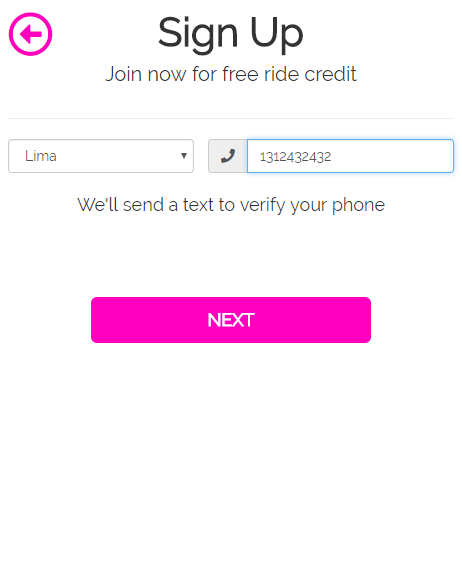 Sign Up
Join now for free ride credit
Lima 1312432432
We'll send a text to verify your phone
NEXT